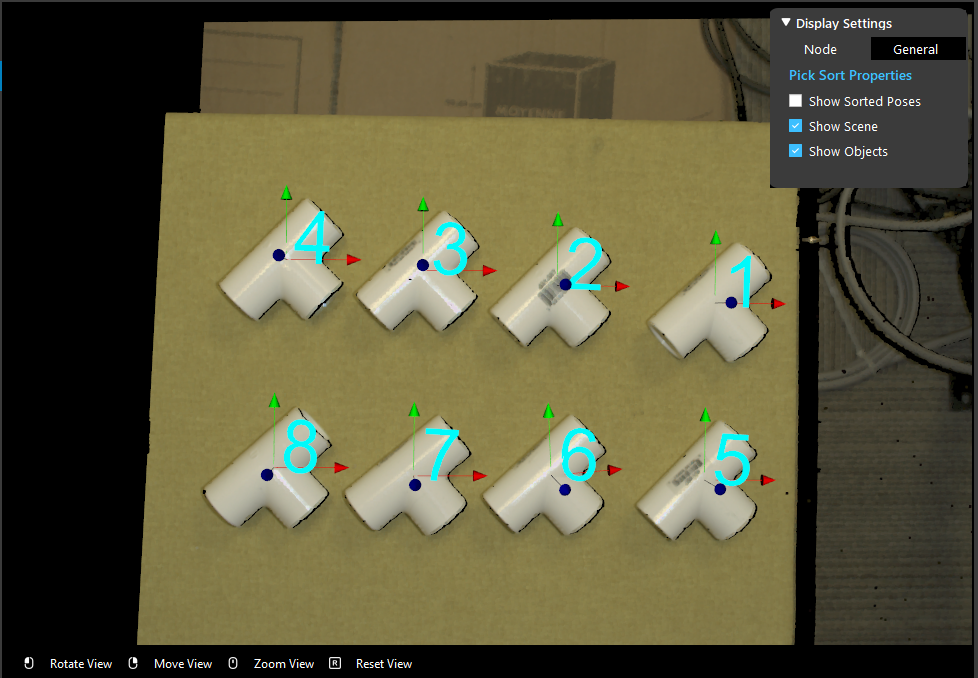 Display Settings
Node General
Pick Sort Properties
Show Sorted Poses
Show Scene
Show Objects
4 3 2 1
8 7 6 5
Rotate View Move View Zoom View R Reset View